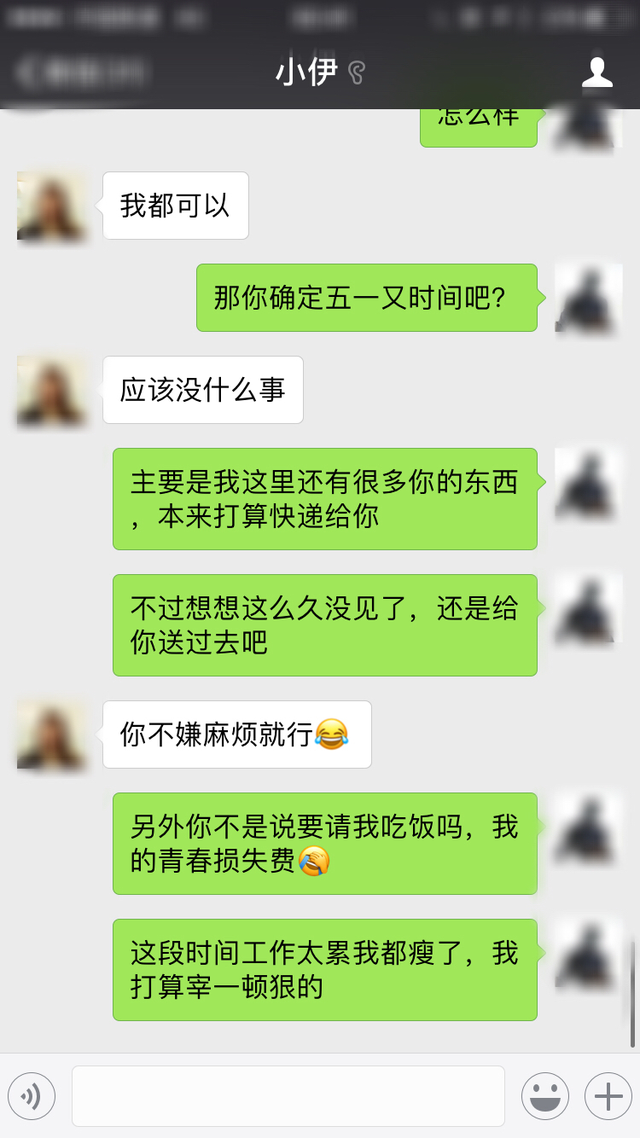 小伊
怎么样
我都可以
那你确定五一又时间吧?
应该没什么事
主要是我这里还有很多你的东西
，本来打算快递给你
不过想想这么久没见了，还是给
你送过去吧
你不嫌麻烦就行😂
另外你不是说要请我吃饭吗，我
的青春损失费🤣
这段时间工作太累我都瘦了，我
打算宰一顿狠的